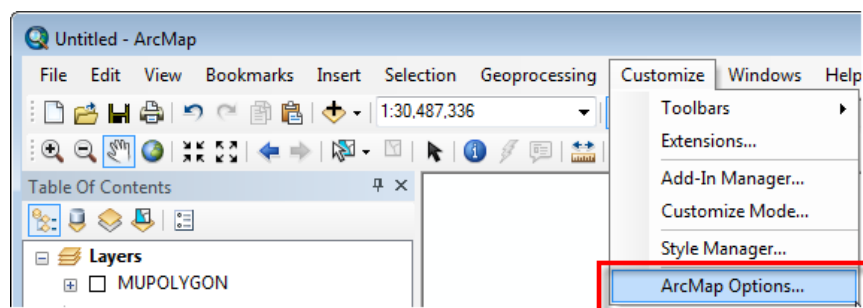 Untitled - ArcMap
File Edit View Bookmarks Insert Selection Geoprocessing Customize Windows Help
1:30,487,336
Toolbars
Extensions...
Add-In Manager...
Customize Mode...
Style Manager...
ArcMap Options...
Table Of Contents
Layers
MUPOLYGON